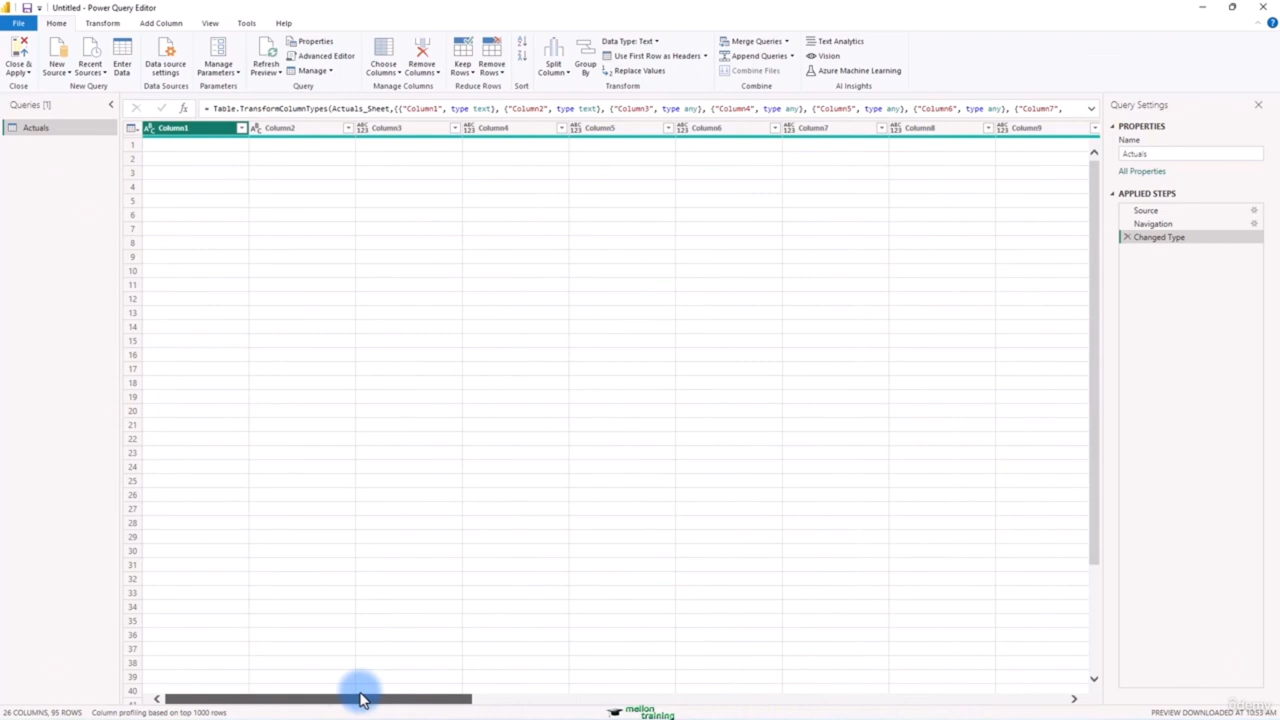 Untitled - Power Query Editor
File Home Transform Add Column View Tools Help
Close & Apply
New Source
Recent Sources
Enter Data
Data source settings
Manage Parameters
Refresh Preview
Properties
Advanced Editor
Manage
Choose Columns
Remove Columns
Keep Rows
Remove Rows
Split Column
Group By
Data Type: Text
Use First Row as Headers
Replace Values
Merge Queries
Append Queries
Combine Files
Text Analytics
Vision
Azure Machine Learning
Close New Query Data Sources Parameters Query Manage Columns Reduce Rows Sort Transform Combine AI Insights
Queries [1]
Actuals
= Table.TransformColumnTypes(Actuals_Sheet,{{"Column1", type text}, {"Column2", type text}, {"Column3", type any}, {"Column4", type any}, {"Column5", type any}, {"Column6", type any}, {"Column7",
Column1 Column2 Column3 Column4 Column5 Column6 Column7 Column8 Column9
1
2
3
4
5
6
7
8
9
10
11
12
13
14
15
16
17
18
19
20
21
22
23
24
25
26
27
28
29
30
31
32
33
34
35
36
37
38
39
40
Query Settings
PROPERTIES
Name
Actuals
All Properties
APPLIED STEPS
Source
Navigation
Changed Type
26 COLUMNS, 95 ROWS Column profiling based on top 1000 rows
meilon
training
ûdemy
PREVIEW DOWNLOADED AT 10:53 AM